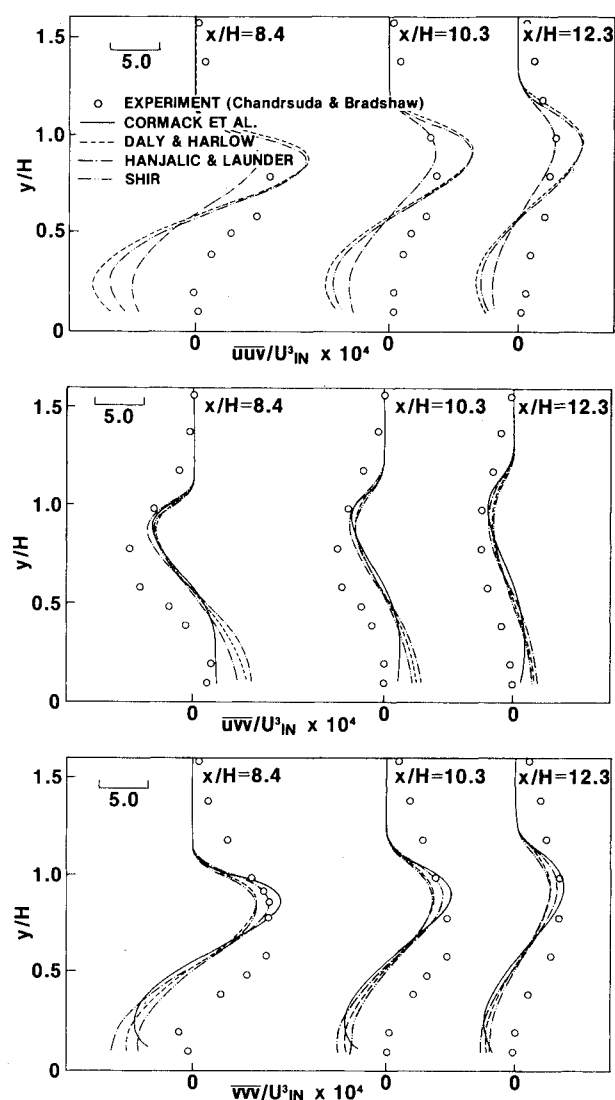 1.5
x/H=8.4 x/H=10.3 x/H=12.3
5.0
EXPERIMENT (Chandrsuda & Bradshaw)
CORMACK ET AL.
1.0
DALY & HARLOW
HANJALIC & LAUNDER
SHIR
y/H
0.5
0
0 0 0
uuv/U³IN x 10⁴
1.5
x/H=8.4 x/H=10.3 x/H=12.3
5.0
1.0
y/H
0.5
0
0 0 0
uvv/U³IN x 10⁴
1.5
x/H=8.4 x/H=10.3 x/H=12.3
5.0
1.0
y/H
0.5
0
0 0 0
vvv/U³IN x 10⁴